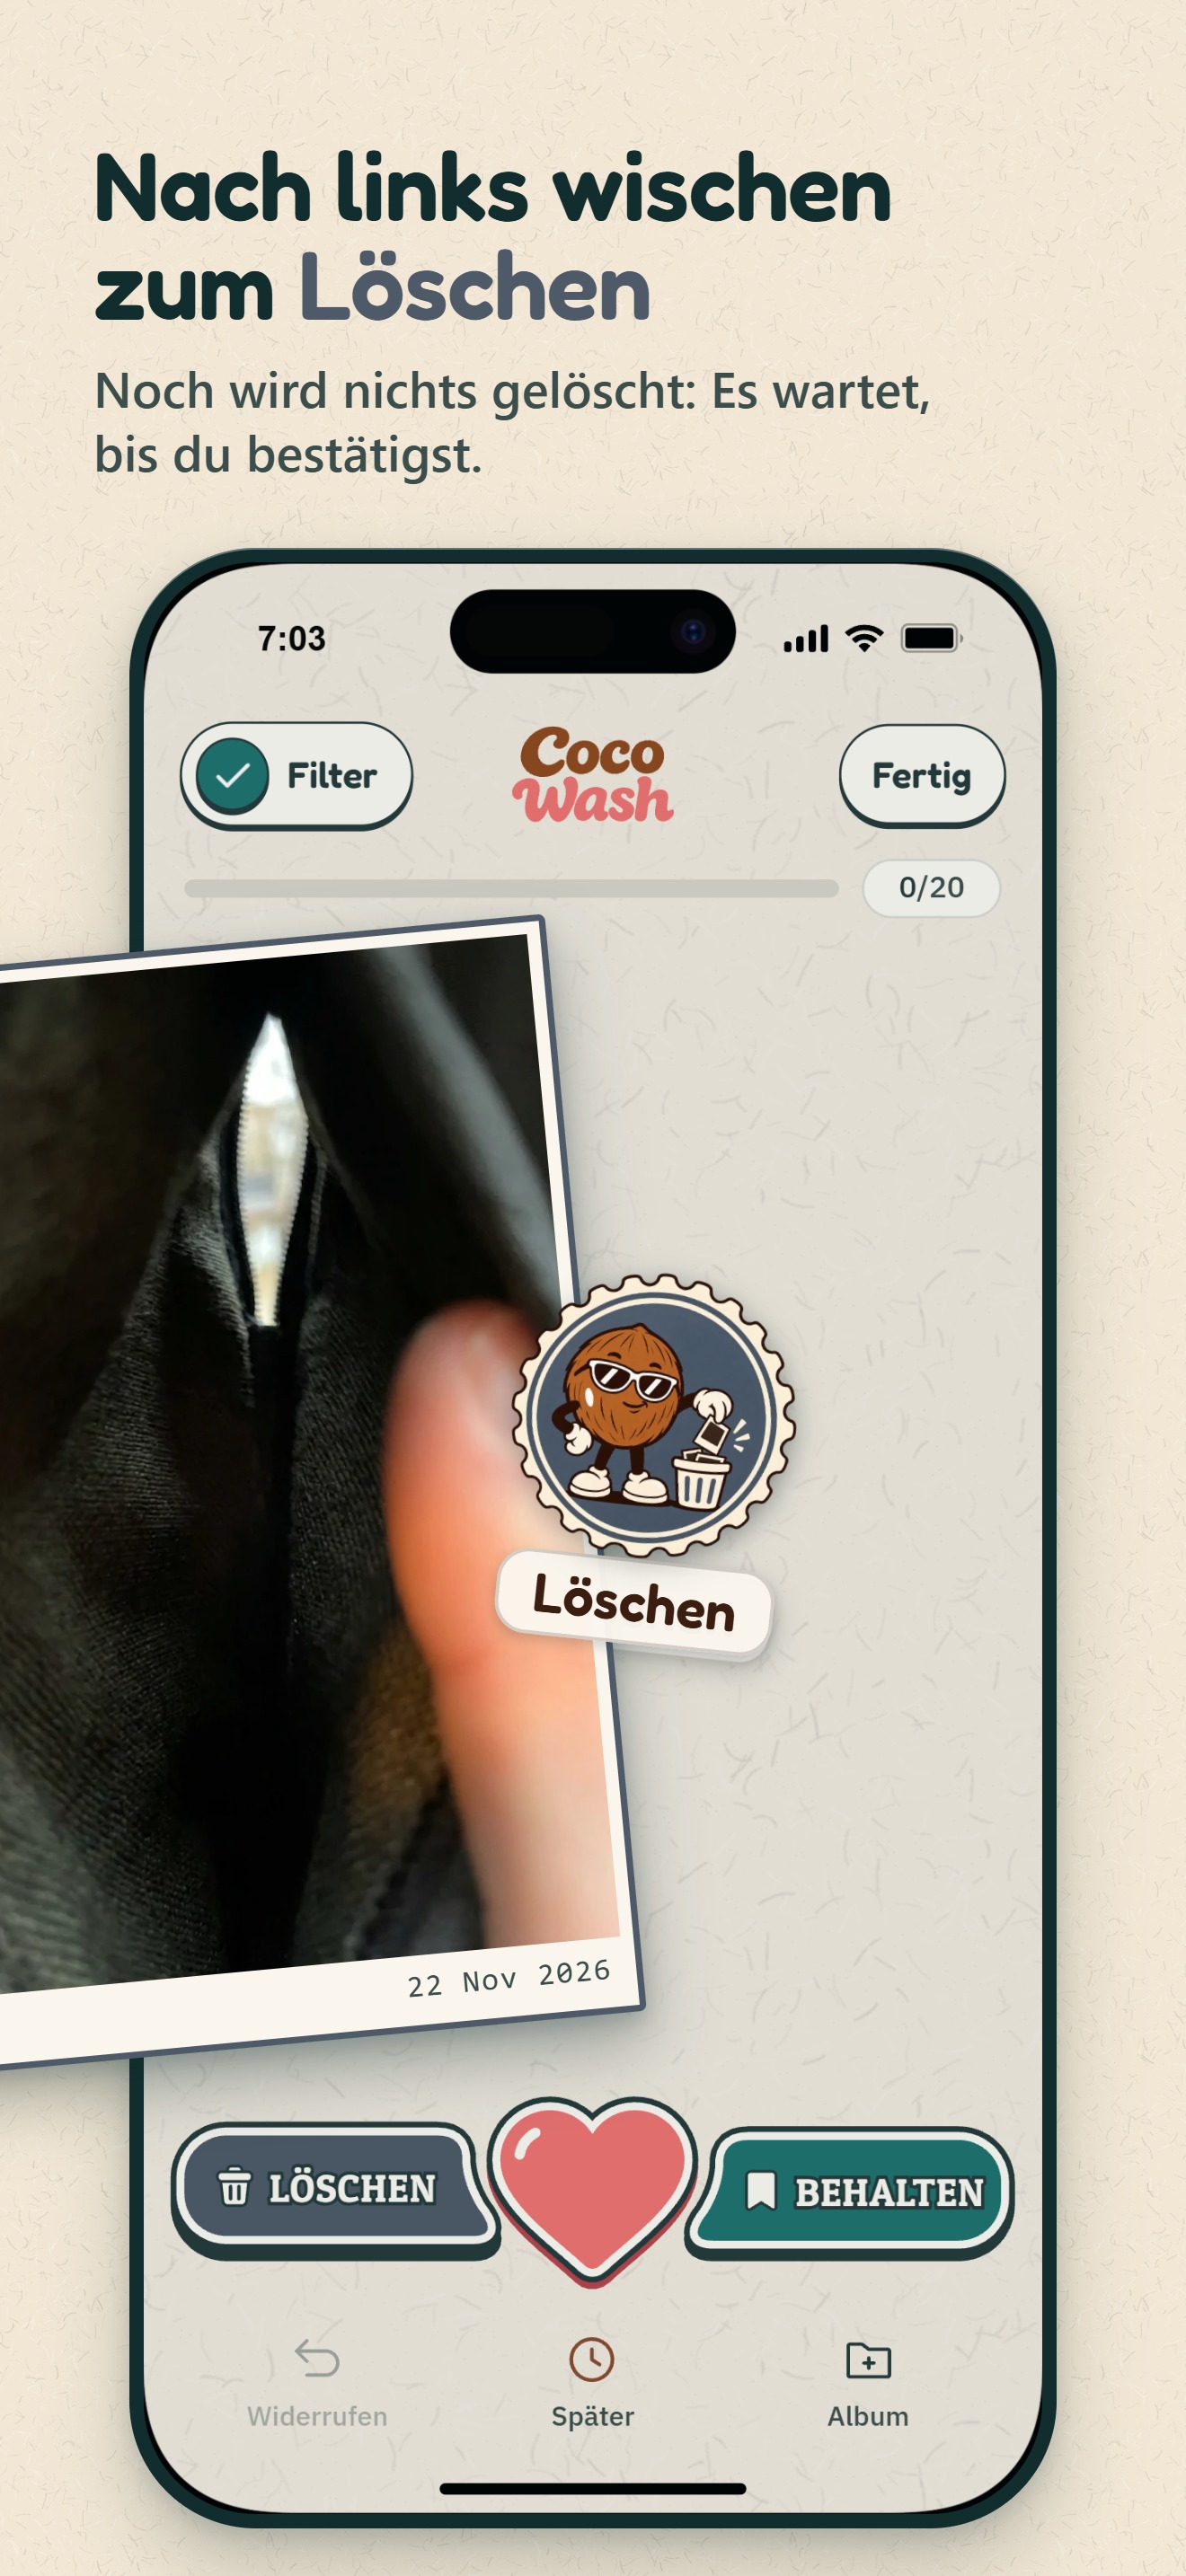 Nach links wischen
zum Löschen
Noch wird nichts gelöscht: Es wartet,
bis du bestätigst.
7:03
Filter
Coco
Wash
Fertig
0/20
Löschen
22 Nov 2026
LÖSCHEN
BEHALTEN
Widerrufen
Später
Album